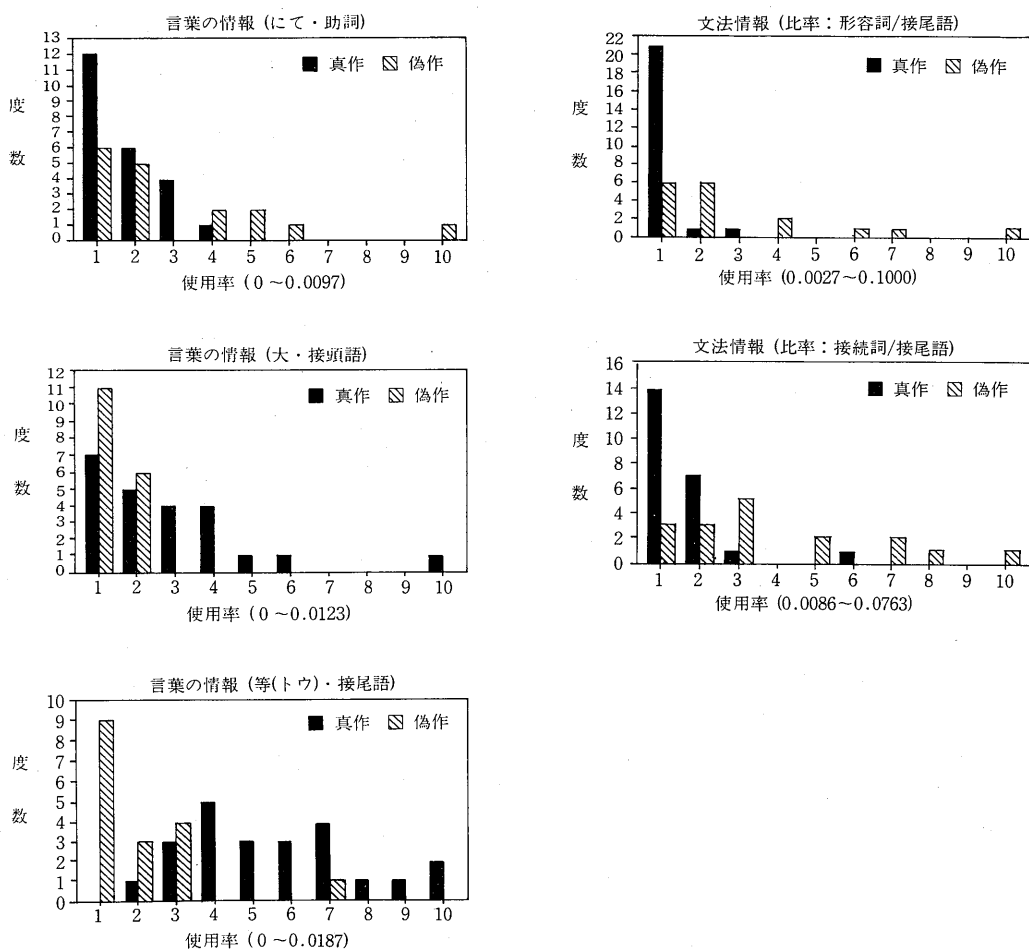 言葉の情報 (にて・助詞)
真作 偽作
度数
13
12
11
10
9
8
7
6
5
4
3
2
1
0
1 2 3 4 5 6 7 8 9 10
使用率 (0～0.0097)
文法情報 (比率：形容詞/接尾語)
真作 偽作
度数
22
20
18
16
14
12
10
8
6
4
2
0
1 2 3 4 5 6 7 8 9 10
使用率 (0.0027～0.1000)
言葉の情報 (大・接頭語)
真作 偽作
度数
12
11
10
9
8
7
6
5
4
3
2
1
0
1 2 3 4 5 6 7 8 9 10
使用率 (0～0.0123)
文法情報 (比率：接続詞/接尾語)
真作 偽作
度数
16
14
12
10
8
6
4
2
0
1 2 3 4 5 6 7 8 9 10
使用率 (0.0086～0.0763)
言葉の情報 (等(トウ)・接尾語)
真作 偽作
度数
10
9
8
7
6
5
4
3
2
1
0
1 2 3 4 5 6 7 8 9 10
使用率 (0～0.0187)